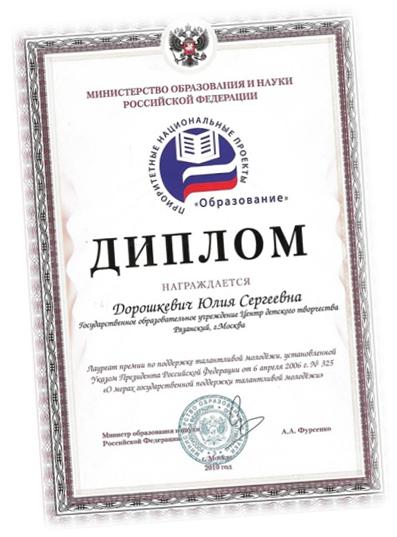 МИНИСТЕРСТВО ОБРАЗОВАНИЯ И НАУКИ
РОССИЙСКОЙ ФЕДЕРАЦИИ
ПРИОРИТЕТНЫЕ НАЦИОНАЛЬНЫЕ ПРОЕКТЫ
«Образование»
ДИПЛОМ
НАГРАЖДАЕТСЯ
Дорошкевич Юлия Сергеевна
Государственное образовательное учреждение Центр детского творчества
Рязанский, г.Москва
Лауреат премии по поддержке талантливой молодёжи, установленной
Указом Президента Российской Федерации от 6 апреля 2006 г. № 325
«О мерах государственной поддержки талантливой молодёжи»
Министр образования и науки
Российской Федерации
А.А. Фурсенко
г. Москва
2010 год